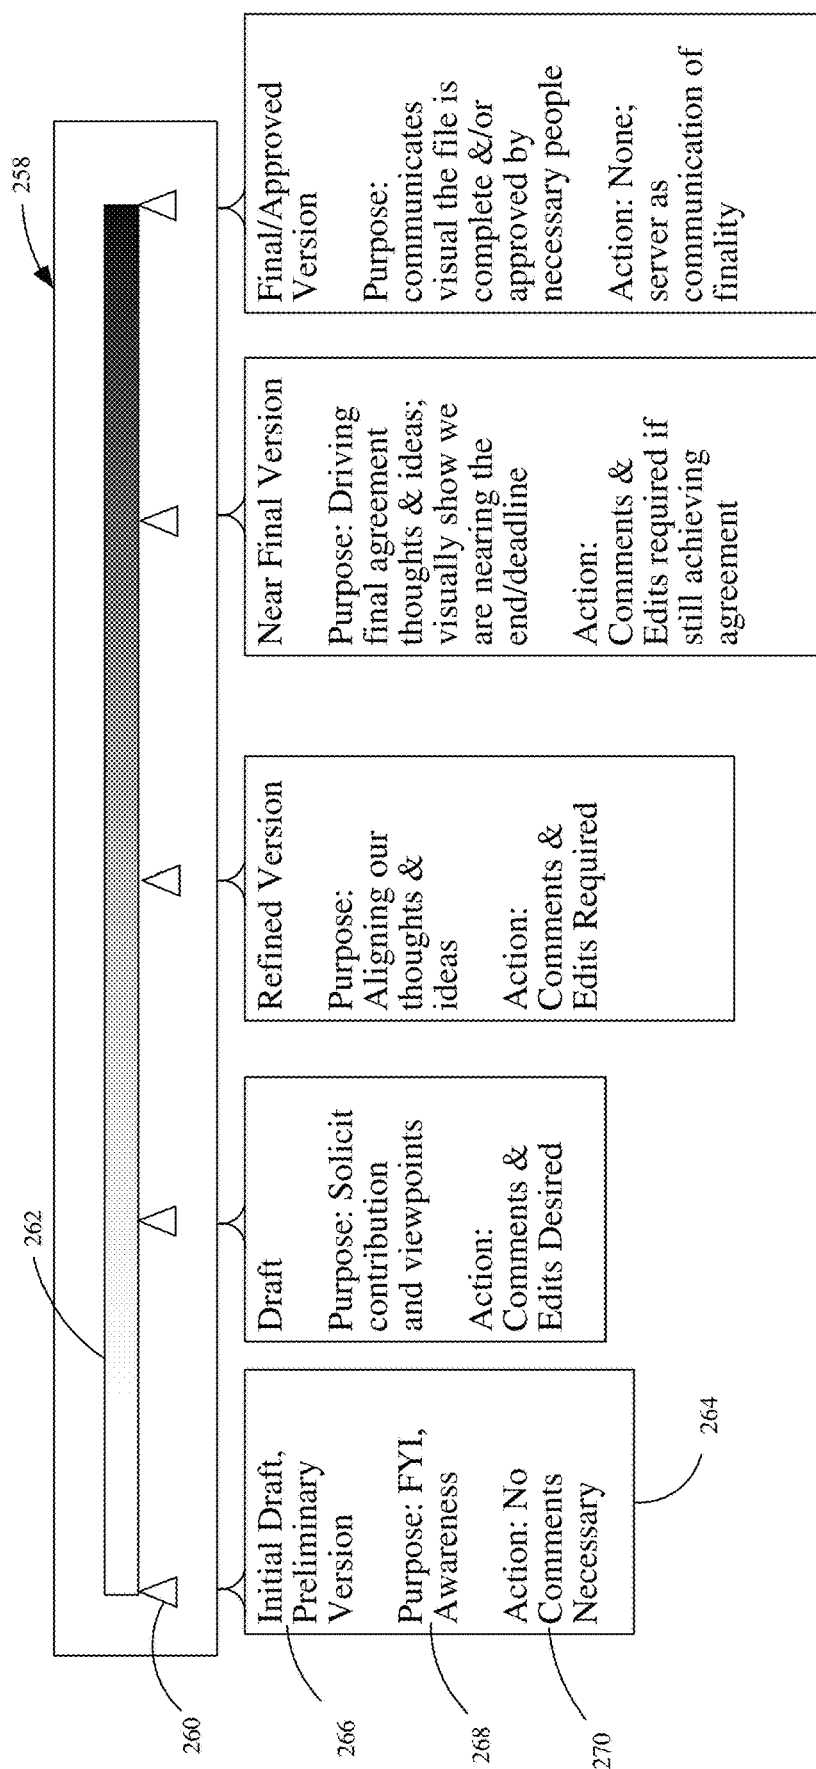 258
262
260
Initial Draft,
Preliminary
Version
Purpose: FYI,
Awareness
Action: No
Comments
Necessary
266
268
270
264
Draft
Purpose: Solicit
contribution
and viewpoints
Action:
Comments &
Edits Desired
Refined Version
Purpose:
Aligning our
thoughts &
ideas
Action:
Comments &
Edits Required
Near Final Version
Purpose: Driving
final agreement
thoughts & ideas;
visually show we
are nearing the
end/deadline
Action:
Comments &
Edits required if
still achieving
agreement
Final/Approved
Version
Purpose:
communicates
visual the file is
complete &/or
approved by
necessary people
Action: None;
server as
communication of
finality